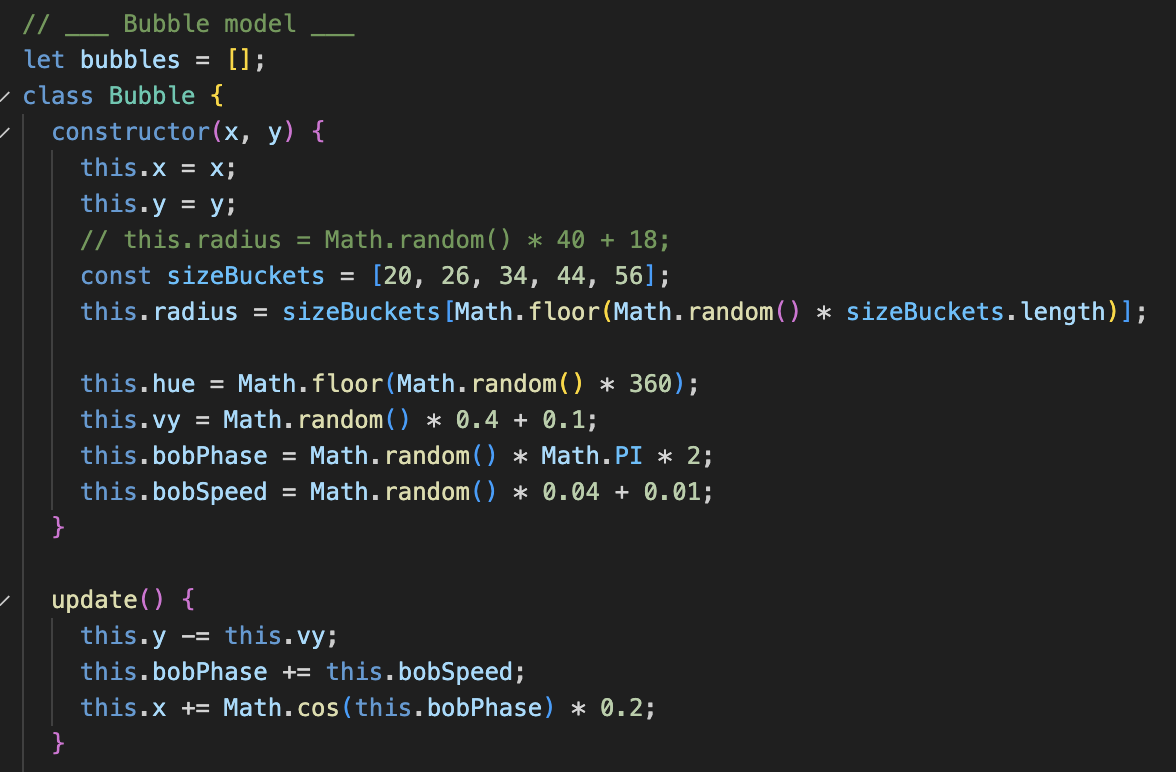 // ___ Bubble model ___
let bubbles = [];
class Bubble {
constructor(x, y) {
this.x = x;
this.y = y;
// this.radius = Math.random() * 40 + 18;
const sizeBuckets = [20, 26, 34, 44, 56];
this.radius = sizeBuckets[Math.floor(Math.random() * sizeBuckets.length)];
this.hue = Math.floor(Math.random() * 360);
this.vy = Math.random() * 0.4 + 0.1;
this.bobPhase = Math.random() * Math.PI * 2;
this.bobSpeed = Math.random() * 0.04 + 0.01;
}
update() {
this.y -= this.vy;
this.bobPhase += this.bobSpeed;
this.x += Math.cos(this.bobPhase) * 0.2;
}